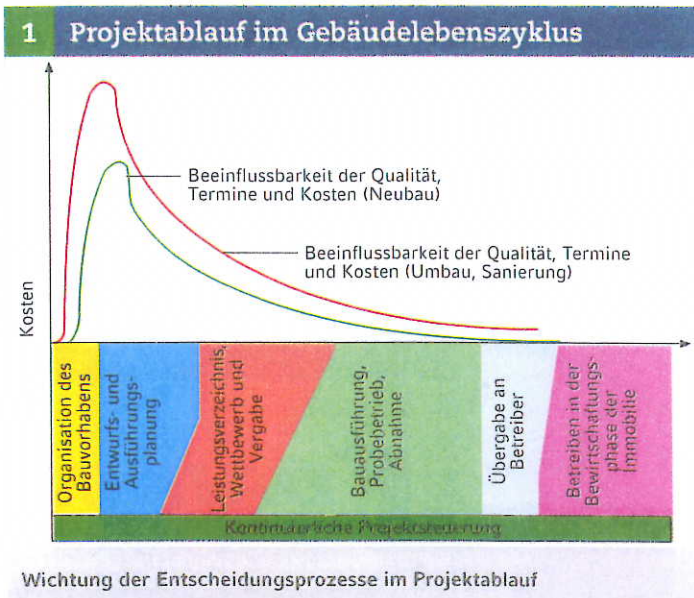 1 Projektablauf im Gebäudelebenszyklus
Kosten
Beeinflussbarkeit der Qualität,
Termine und Kosten (Neubau)
Beeinflussbarkeit der Qualität, Termine
und Kosten (Umbau, Sanierung)
Organisation des
Bauvorhabens
Entwurfs- und
Ausführungs-
planung
Leistungsverzeichnis,
Wettbewerb und
Vergabe
Bauausführung,
Probebetrieb,
Abnahme
Übergabe an
Betreiber
Betreiben in der
Bewirtschaftungs-
phase der
Immobilie
Kontinuierliche Projektsteuerung
Wichtung der Entscheidungsprozesse im Projektablauf